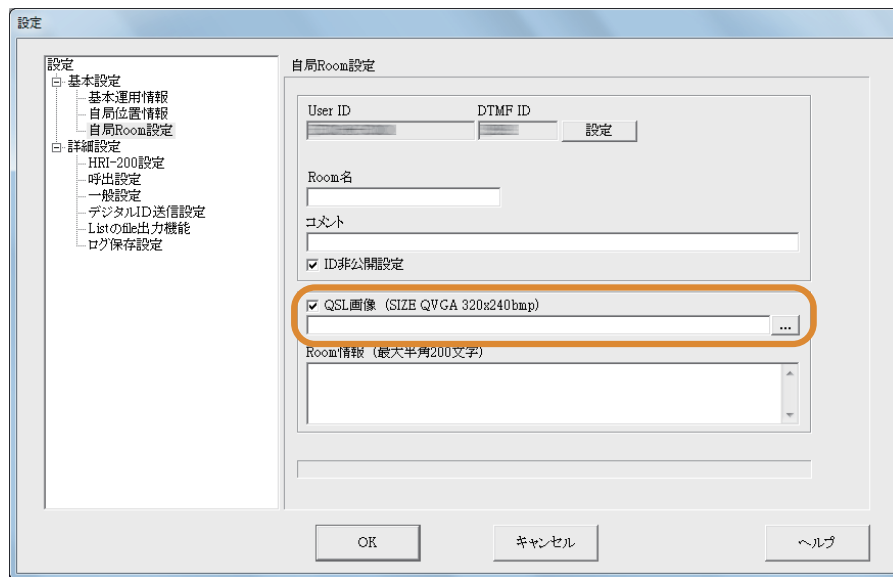 設定
設定
基本設定
基本運用情報
自局位置情報
自局Room設定
詳細設定
HRI-200設定
呼出設定
一般設定
デジタルID送信設定
Listのfile出力機能
ログ保存設定
自局Room設定
User ID DTMF ID
設定
Room名
コメント
ID非公開設定
QSL画像 (SIZE QVGA 320x240bmp)
...
Room情報 (最大半角200文字)
OK キャンセル ヘルプ